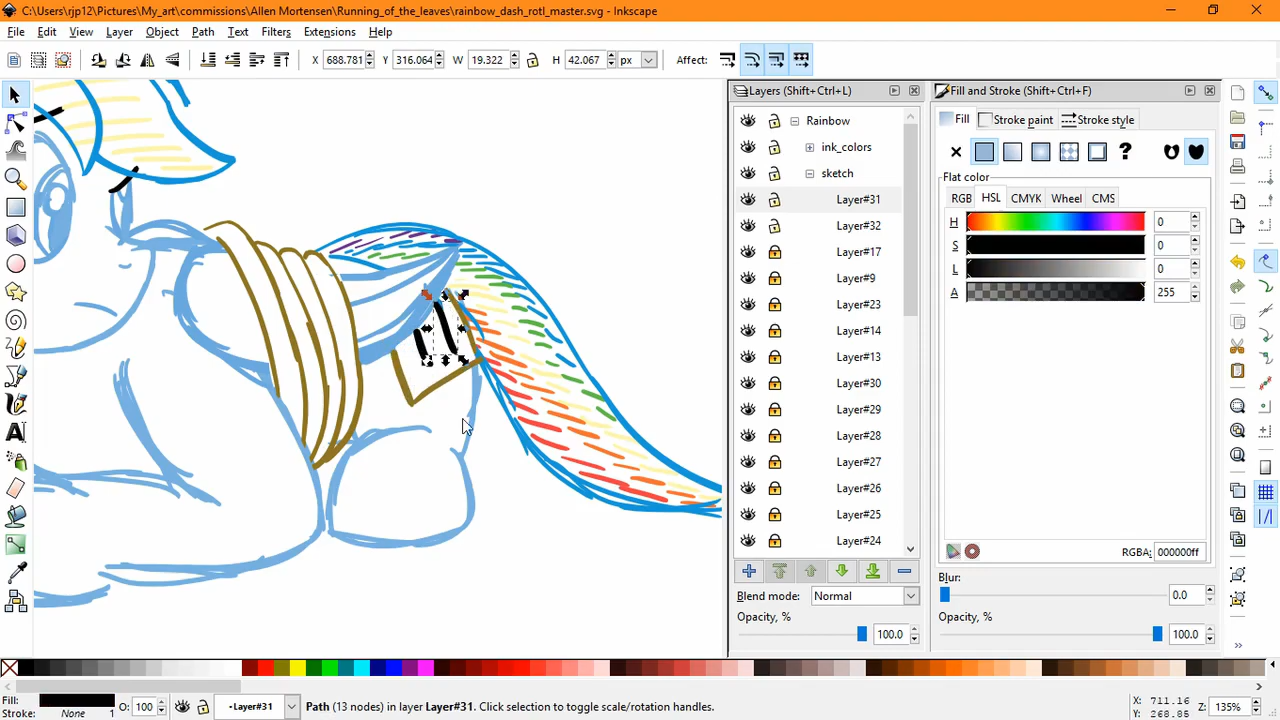 C:\Users\rjp12\Pictures\My_art\commissions\Allen Mortensen\Running_of_the_leaves\rainbow_dash_rotl_master.svg - Inkscape
File Edit View Layer Object Path Text Filters Extensions Help
X 688.781 Y 316.064 W 19.322 H 42.067 px Affect:
Layers (Shift+Ctrl+L)
Rainbow
ink_colors
sketch
Layer#31
Layer#32
Layer#17
Layer#9
Layer#23
Layer#14
Layer#13
Layer#30
Layer#29
Layer#28
Layer#27
Layer#26
Layer#25
Layer#24
Blend mode: Normal
Opacity, %
100.0
Fill and Stroke (Shift+Ctrl+F)
Fill Stroke paint Stroke style
Flat color
RGB HSL CMYK Wheel CMS
H 0
S 0
L 0
A 255
RGBA: 000000ff
Blur:
0.0
Opacity, %
100.0
Fill:
Stroke: None 1
O: 100
•Layer#31
Path (13 nodes) in layer Layer#31. Click selection to toggle scale/rotation handles.
X: 711.16
Y: 268.85
Z: 135%